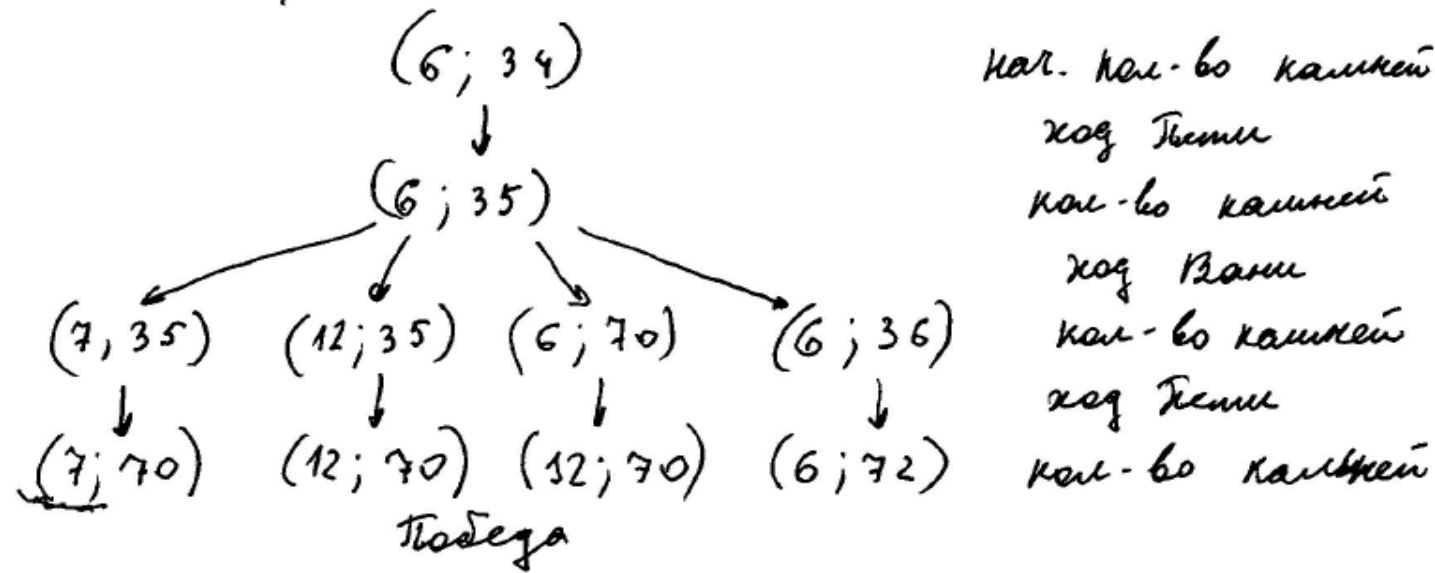 (6; 34) нач. кол-во камней
ход Пети
(6; 35) кол-во камней
ход Вани
(7, 35) (12; 35) (6; 70) (6; 36) кол-во камней
ход Пети
(7; 70) (12; 70) (12; 70) (6; 72) кол-во камней
Победа